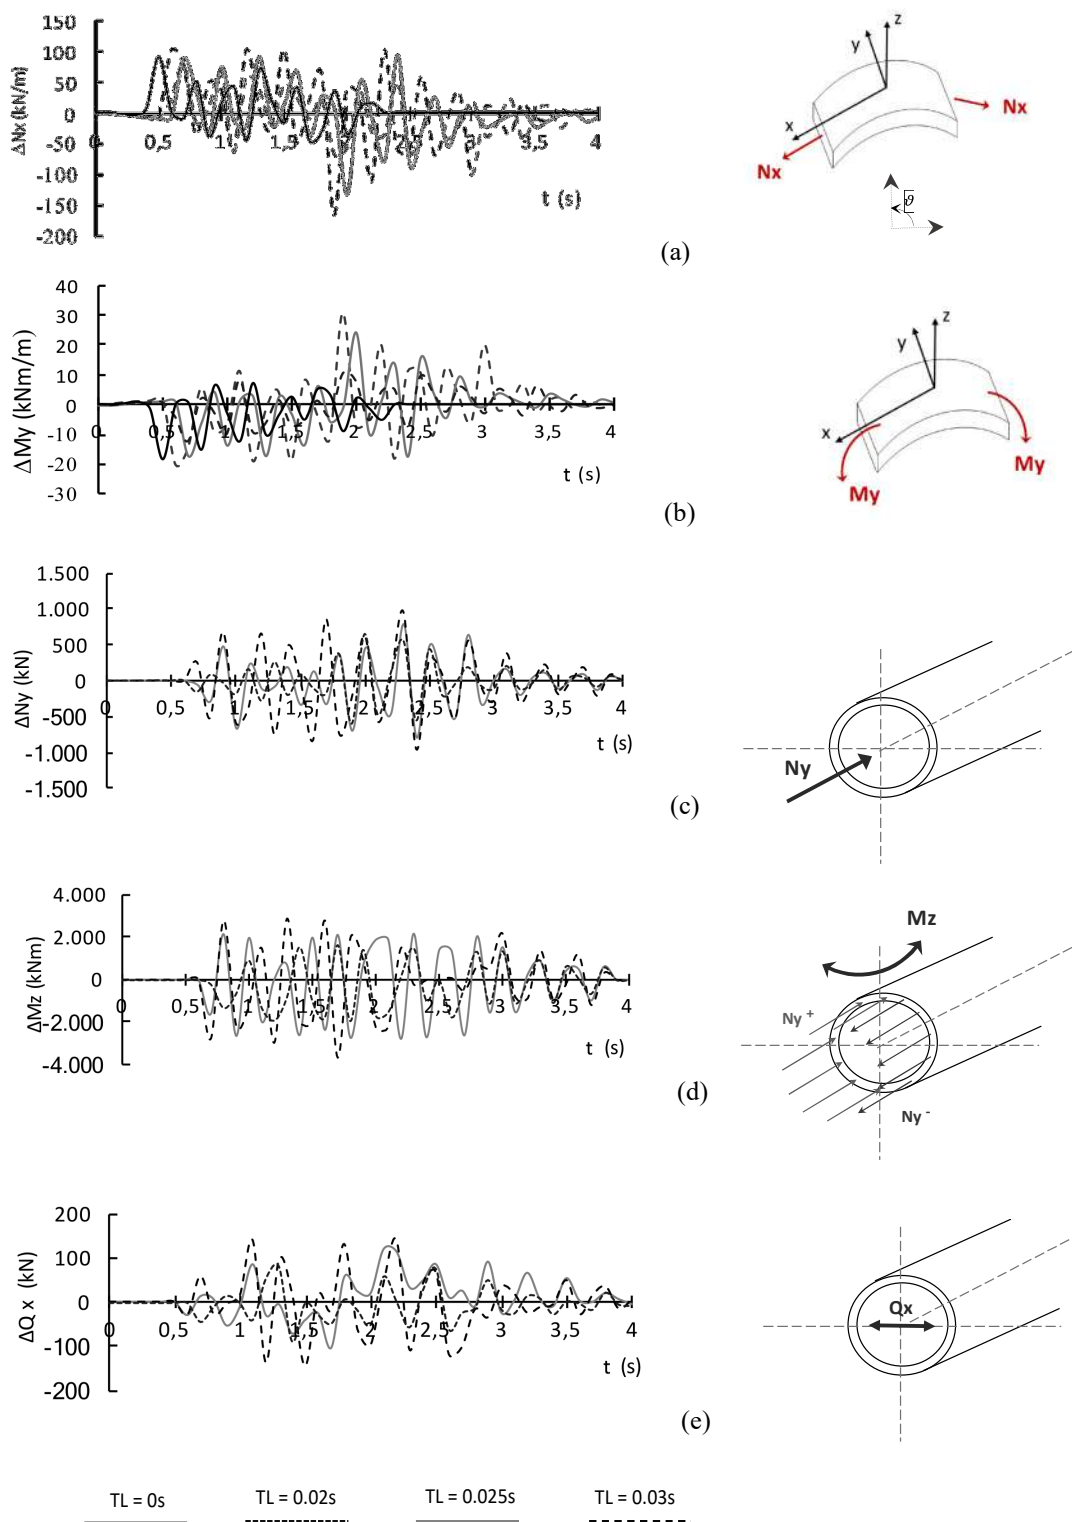 150
100
50
0
-50
-100
-150
-200
ΔNx (kN/m)
0 0,5 1 1,5 2 2,5 3 3,5 4
t (s)
z
y
x
Nx
Nx
ϑ
(a)
40
30
20
10
0
-10
-20
-30
ΔMy (kNm/m)
0 0,5 1 1,5 2 2,5 3 3,5 4
t (s)
z
y
x
My
My
(b)
1.500
1.000
500
0
-500
-1.000
-1.500
ΔNy (kN)
0 0,5 1 1,5 2 2,5 3 3,5 4
t (s)
Ny
(c)
4.000
2.000
0
-2.000
-4.000
ΔMz (kNm)
0 0,5 1 1,5 2 2,5 3 3,5 4
t (s)
Mz
Ny +
Ny -
(d)
200
100
0
-100
-200
ΔQx (kN)
0 0,5 1 1,5 2 2,5 3 3,5 4
t (s)
Qx
(e)
TL = 0s TL = 0.02s TL = 0.025s TL = 0.03s